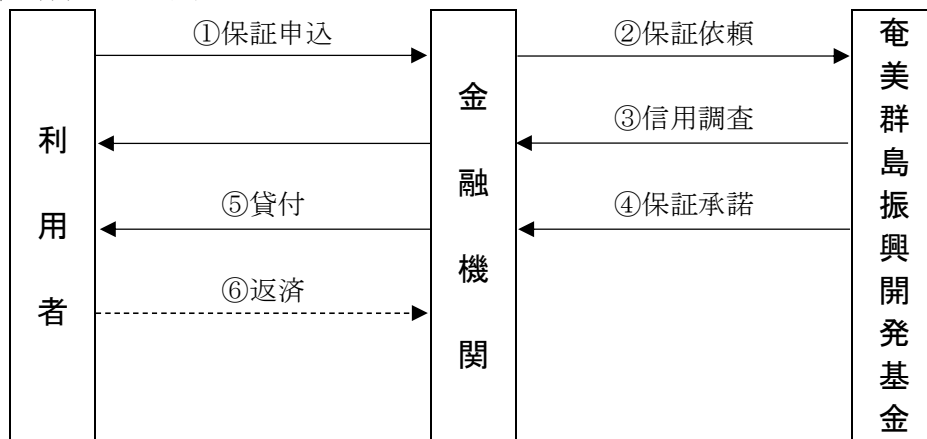 ①保証申込
②保証依頼
③信用調査
⑤貸付
④保証承諾
⑥返済
利用者
金融機関
奄美群島振興開発基金